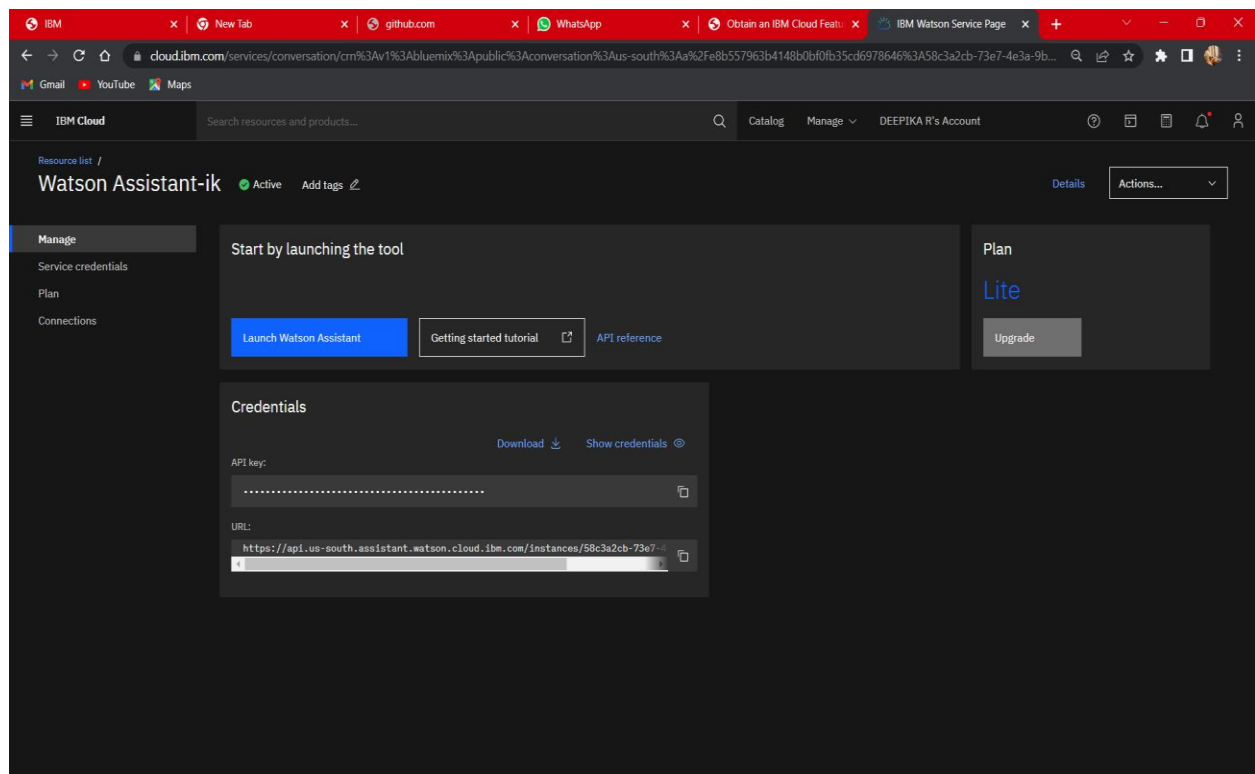 IBM New Tab github.com WhatsApp Obtain an IBM Cloud Featu IBM Watson Service Page
cloud.ibm.com/services/conversation/crn%3Av1%3Abluemix%3Apublic%3Aconversation%3Aus-south%3Aa%2Fe8b557963b4148b0bf0fb35cd6978646%3A58c3a2cb-73e7-4e3a-9b...
Gmail YouTube Maps
IBM Cloud Search resources and products... Catalog Manage DEEPIKA R's Account
Resource list /
Watson Assistant-ik Active Add tags Details Actions...
Manage
Service credentials
Plan
Connections
Start by launching the tool
Launch Watson Assistant Getting started tutorial API reference
Plan
Lite
Upgrade
Credentials
Download Show credentials
API key:
URL:
https://api.us-south.assistant.watson.cloud.ibm.com/instances/58c3a2cb-73e7-4